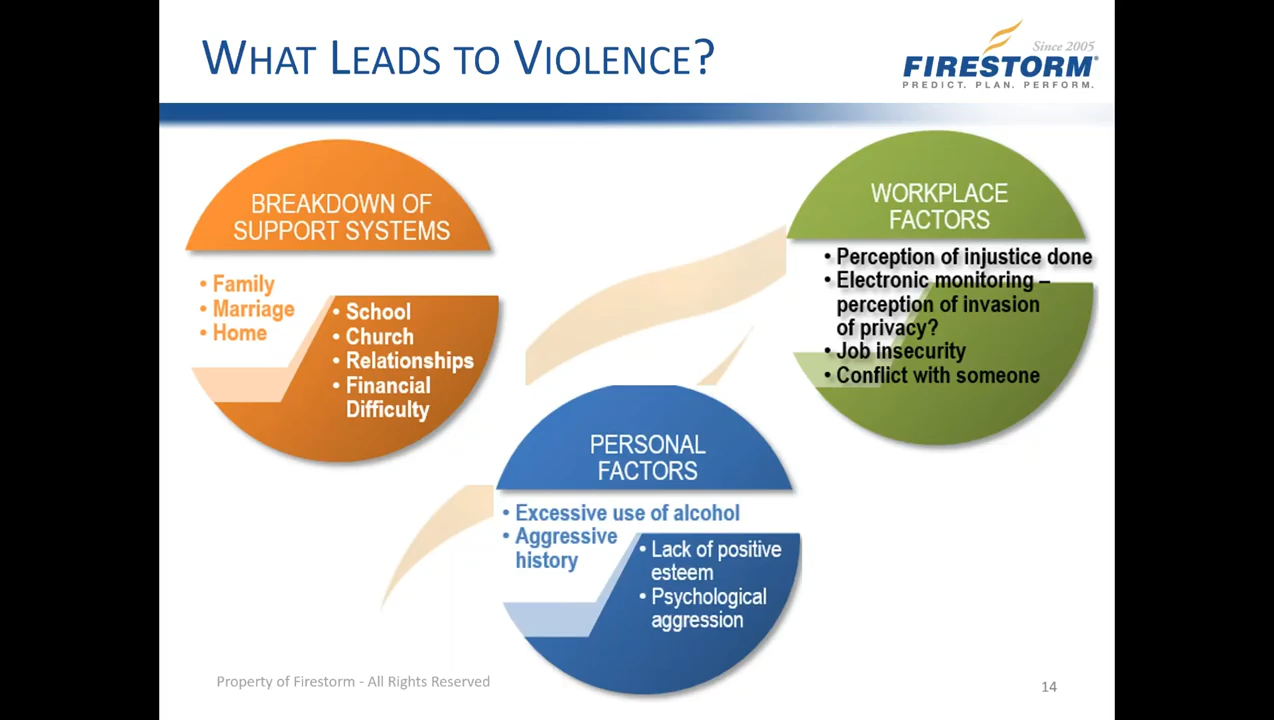 WHAT LEADS TO VIOLENCE?
Since 2005
FIRESTORM®
PREDICT. PLAN. PERFORM.
BREAKDOWN OF
SUPPORT SYSTEMS
• Family
• Marriage
• Home
• School
• Church
• Relationships
• Financial
Difficulty
WORKPLACE
FACTORS
• Perception of injustice done
• Electronic monitoring –
perception of invasion
of privacy?
• Job insecurity
• Conflict with someone
PERSONAL
FACTORS
• Excessive use of alcohol
• Aggressive
history
• Lack of positive
esteem
• Psychological
aggression
Property of Firestorm - All Rights Reserved
14